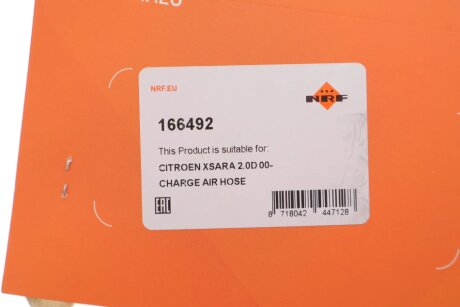 NRF.EU
NRF
166492
This Product is suitable for:
CITROEN XSARA 2.0D 00-
CHARGE AIR HOSE
EAC
8 718042 447128